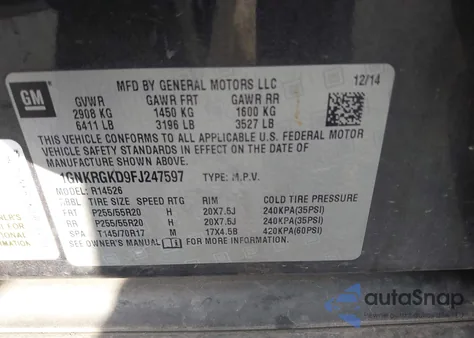 GM
MFD BY GENERAL MOTORS LLC 12/14
GVWR GAWR FRT GAWR RR
2908 KG 1450 KG 1600 KG
6411 LB 3196 LB 3527 LB
THIS VEHICLE CONFORMS TO ALL APPLICABLE U.S. FEDERAL MOTOR
VEHICLE SAFETY
THEFT PREVENTION STANDARDS IN EFFECT ON THE
DATE OF MANUFACTURE SHOWN ABOVE.
1GNKRGKD9FJ247597 TYPE: M.P.V.
MODEL: R14526
TIRE SIZE SPEED RTG RIM COLD TIRE PRESSURE
FRT P255/55R20 H 20X7.5J 240KPA(35PSI)
RR P255/55R20 H 20X7.5J 240KPA(35PSI)
SPA T145/70R17 M 17X4.5B 420KPA(60PSI)
SEE OWNER'S MANUAL FOR MORE INFORMATION.
autoSnap
POWERED BY